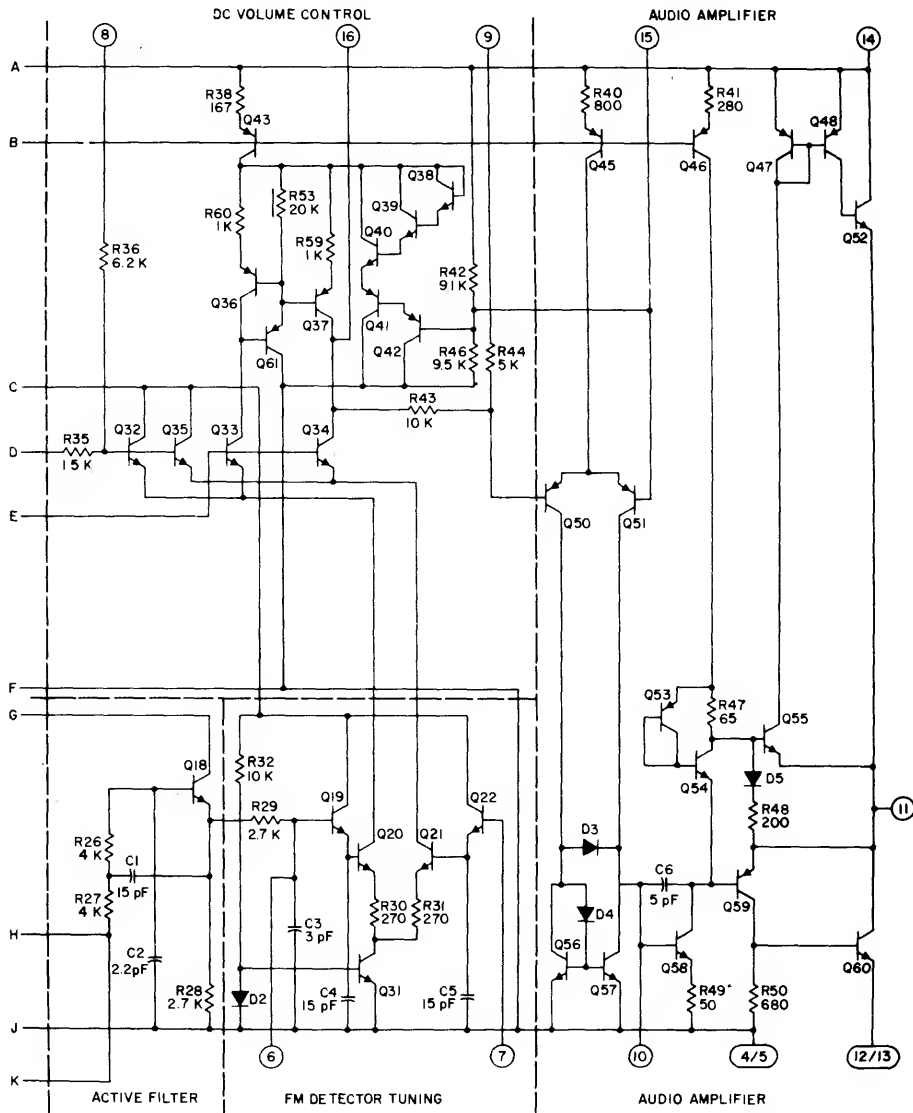 DC VOLUME CONTROL
AUDIO AMPLIFIER
8
16
9
15
14
A
R38
167
Q43
R40
800
R41
280
Q48
B
Q45
Q46
Q47
Q38
R53
20 K
Q39
R60
1 K
R59
1 K
Q40
Q52
R36
6.2 K
R42
91 K
Q36
Q37
Q41
Q42
Q61
R46
9.5 K
R44
5 K
C
R43
10 K
R35
1.5 K
Q32
Q35
Q33
Q34
D
E
Q50
Q51
F
G
Q53
R47
65
Q55
Q18
R32
10 K
R29
2.7 K
Q19
Q22
Q54
D5
R48
200
11
Q20
Q21
D3
R26
4 K
C1
15 pF
R27
4 K
C6
5 pF
Q59
R30
270
R31
270
D4
H
C3
3 pF
Q56
Q58
Q60
C2
2.2pF
R28
2.7 K
D2
C4
15 pF
Q31
C5
15 pF
Q57
R49
50
R50
680
J
6
7
10
4/5
12/13
K
ACTIVE FILTER
FM DETECTOR TUNING
AUDIO AMPLIFIER